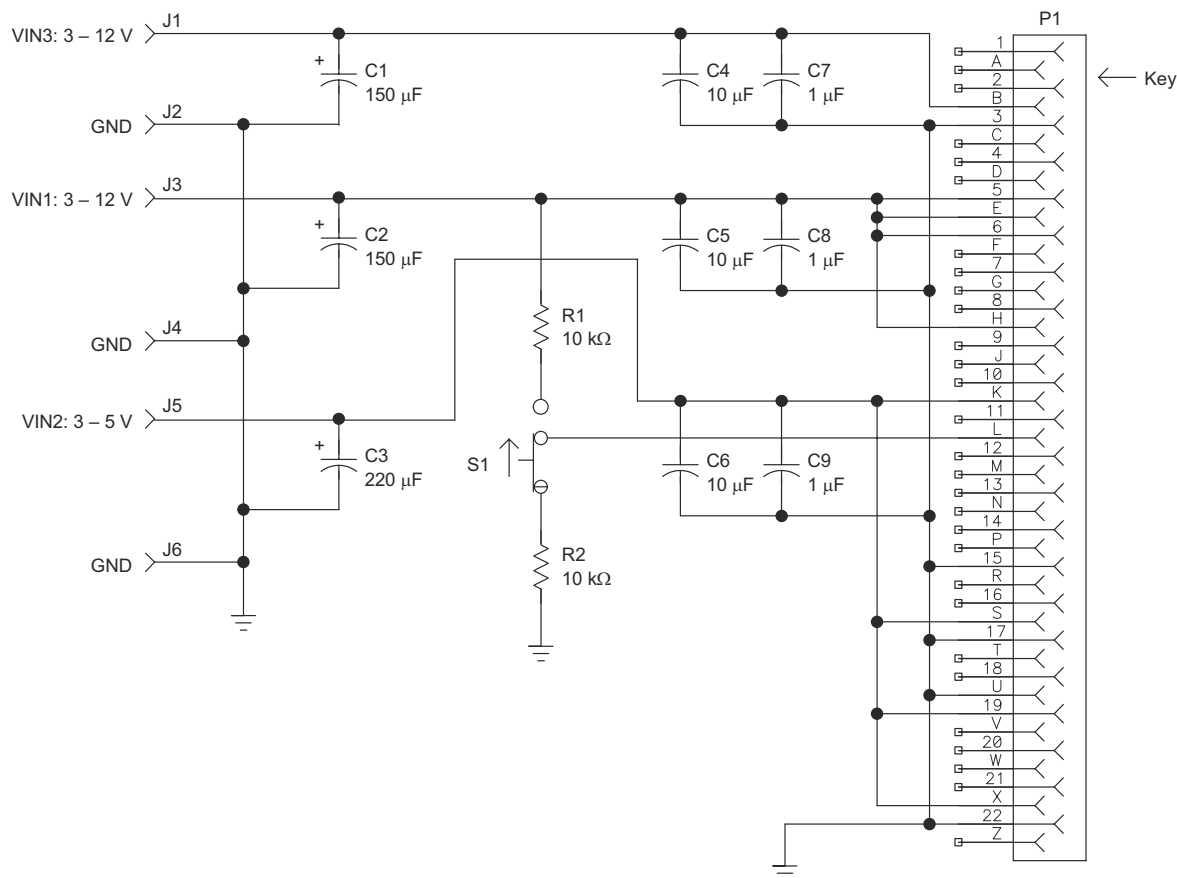 P1
Key
VIN3: 3 – 12 V
J1
+
C1
150 μF
C4
10 μF
C7
1 μF
GND
J2
VIN1: 3 – 12 V
J3
+
C2
150 μF
C5
10 μF
C8
1 μF
GND
J4
R1
10 kΩ
VIN2: 3 – 5 V
J5
+
C3
220 μF
S1
C6
10 μF
C9
1 μF
GND
J6
R2
10 kΩ
1
A
2
B
3
C
4
D
5
E
6
F
7
G
8
H
9
J
10
K
11
L
12
M
13
N
14
P
15
R
16
S
17
T
18
U
19
V
20
W
21
X
22
Z